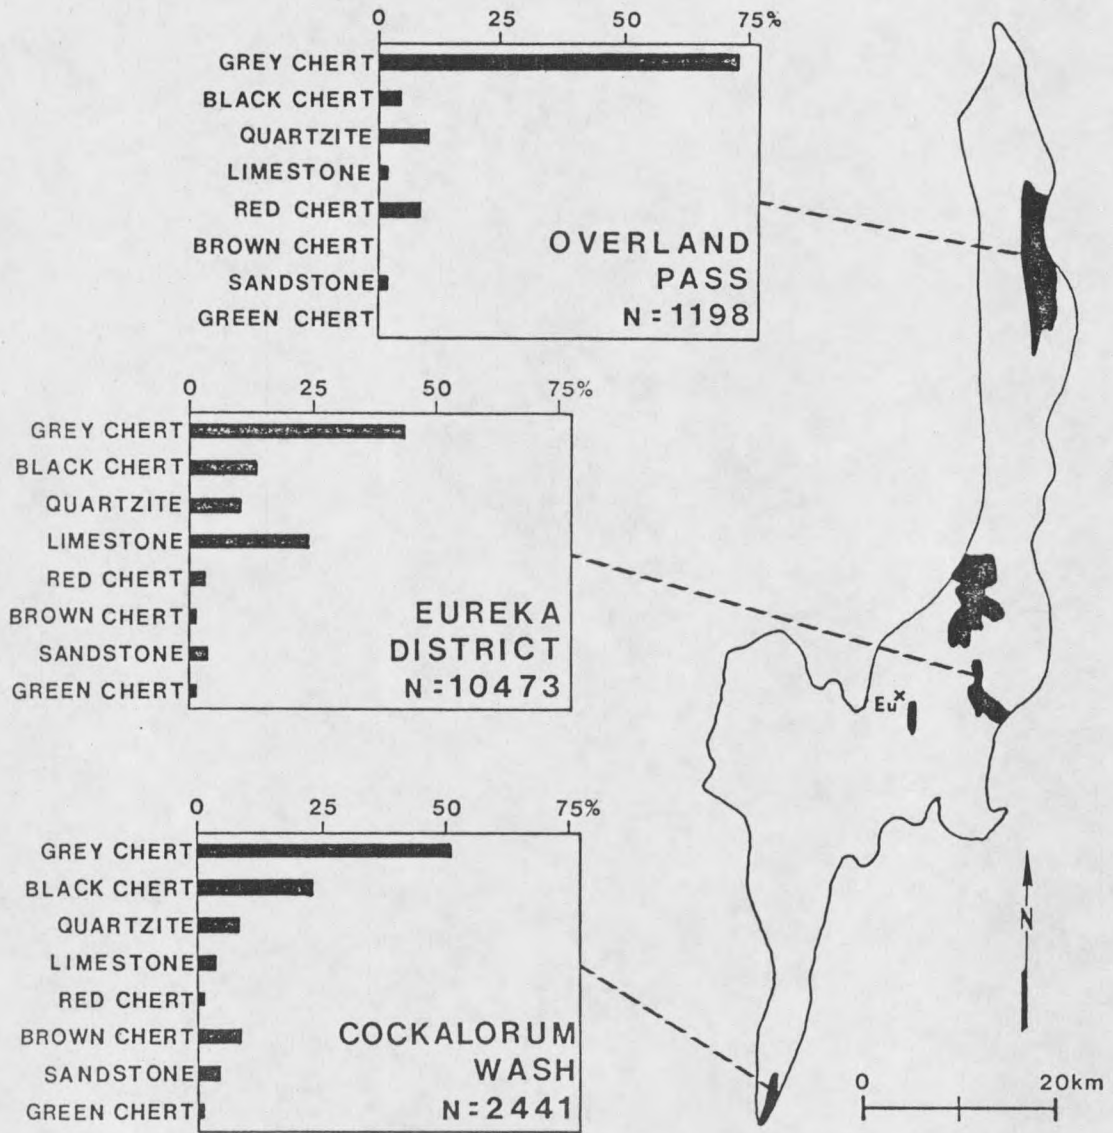 0 25 50 75%
GREY CHERT
BLACK CHERT
QUARTZITE
LIMESTONE
RED CHERT
BROWN CHERT
SANDSTONE
GREEN CHERT
OVERLAND
PASS
N=1198
0 25 50 75%
GREY CHERT
BLACK CHERT
QUARTZITE
LIMESTONE
RED CHERT
BROWN CHERT
SANDSTONE
GREEN CHERT
EUREKA
DISTRICT
N=10473
Eu×
0 25 50 75%
GREY CHERT
BLACK CHERT
QUARTZITE
LIMESTONE
RED CHERT
BROWN CHERT
SANDSTONE
GREEN CHERT
COCKALORUM
WASH
N=2441
N
0 20km